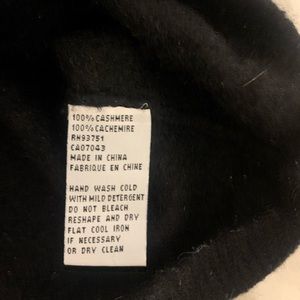 100% CASHMERE
100% CACHEMIRE
RH93751
CA07043
MADE IN CHINA
FABRIQUE EN CHINE
HAND WASH COLD
WITH MILD DETERGENT
DO NOT BLEACH
RESHAPE AND DRY
FLAT COOL IRON
IF NECESSARY
OR DRY CLEAN